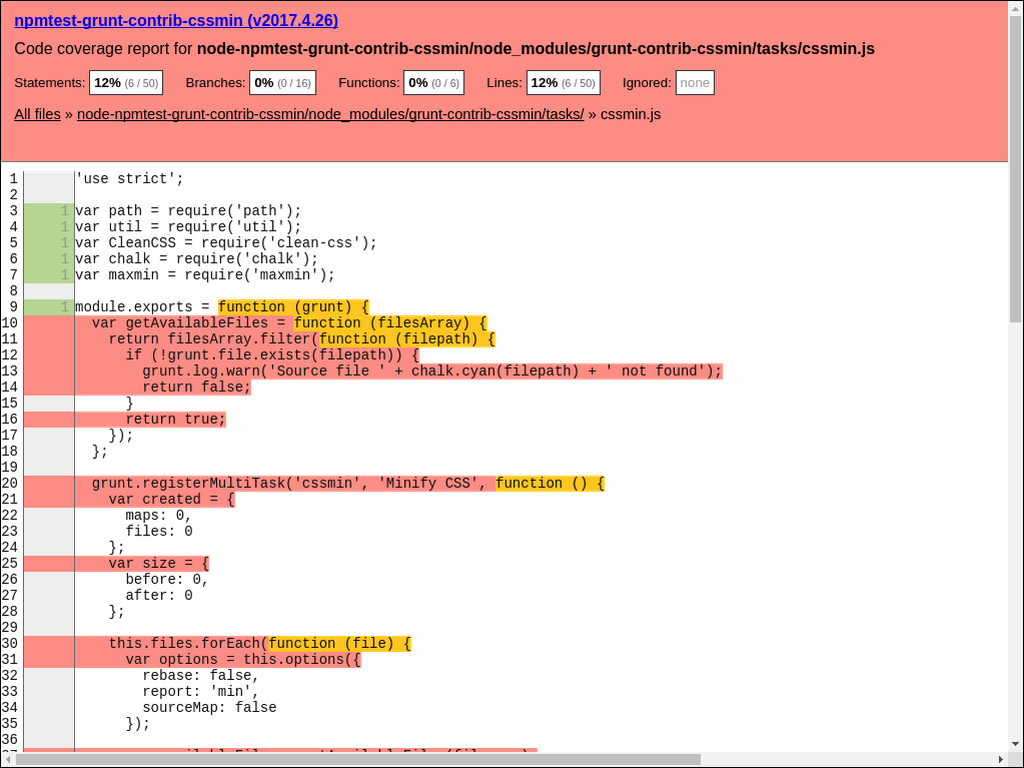 npmtest-grunt-contrib-cssmin (v2017.4.26)
Code coverage report for node-npmtest-grunt-contrib-cssmin/node_modules/grunt-contrib-cssmin/tasks/cssmin.js
Statements: 12% (6 / 50) Branches: 0% (0 / 16) Functions: 0% (0 / 6) Lines: 12% (6 / 50) Ignored: none
All files » node-npmtest-grunt-contrib-cssmin/node_modules/grunt-contrib-cssmin/tasks/ » cssmin.js
1 'use strict';
2
3 1 var path = require('path');
4 1 var util = require('util');
5 1 var CleanCSS = require('clean-css');
6 1 var chalk = require('chalk');
7 1 var maxmin = require('maxmin');
8
9 1 module.exports = function (grunt) {
10 var getAvailableFiles = function (filesArray) {
11 return filesArray.filter(function (filepath) {
12 if (!grunt.file.exists(filepath)) {
13 grunt.log.warn('Source file ' + chalk.cyan(filepath) + ' not found');
14 return false;
15 }
16 return true;
17 });
18 };
19
20 grunt.registerMultiTask('cssmin', 'Minify CSS', function () {
21 var created = {
22 maps: 0,
23 files: 0
24 };
25 var size = {
26 before: 0,
27 after: 0
28 };
29
30 this.files.forEach(function (file) {
31 var options = this.options({
32 rebase: false,
33 report: 'min',
34 sourceMap: false
35 });
36